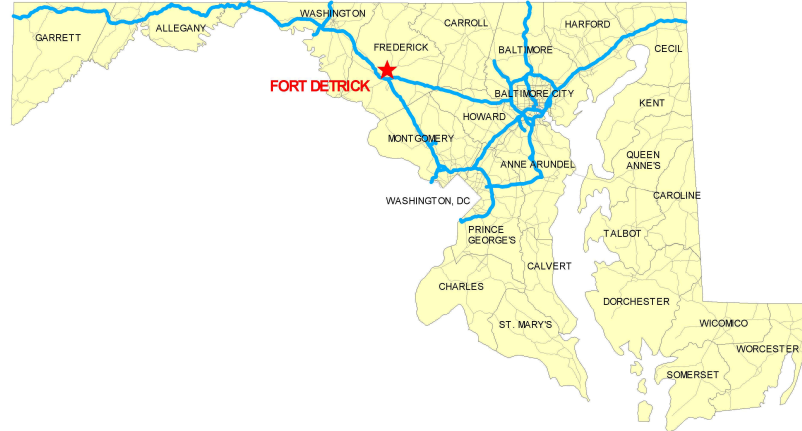 WASHINGTON
CARROLL
HARFORD
GARRETT
ALLEGANY
FREDERICK
BALTIMORE
CECIL
FORT DETRICK
BALTIMORE CITY
KENT
HOWARD
MONTGOMERY
ANNE ARUNDEL
QUEEN
ANNE'S
CAROLINE
WASHINGTON, DC
PRINCE
GEORGE'S
TALBOT
CALVERT
CHARLES
DORCHESTER
ST. MARY'S
WICOMICO
WORCESTER
SOMERSET